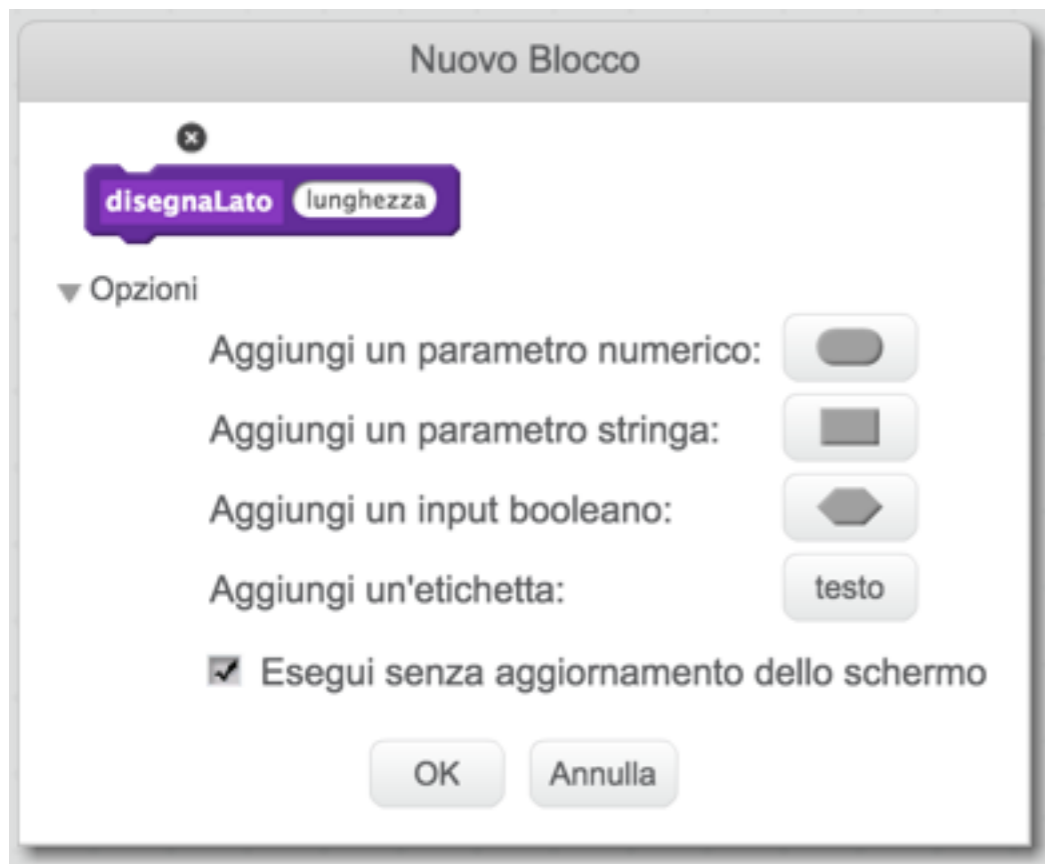 Nuovo Blocco
disegnaLato lunghezza
Opzioni
Aggiungi un parametro numerico:
Aggiungi un parametro stringa:
Aggiungi un input booleano:
Aggiungi un'etichetta: testo
Esegui senza aggiornamento dello schermo
OK Annulla